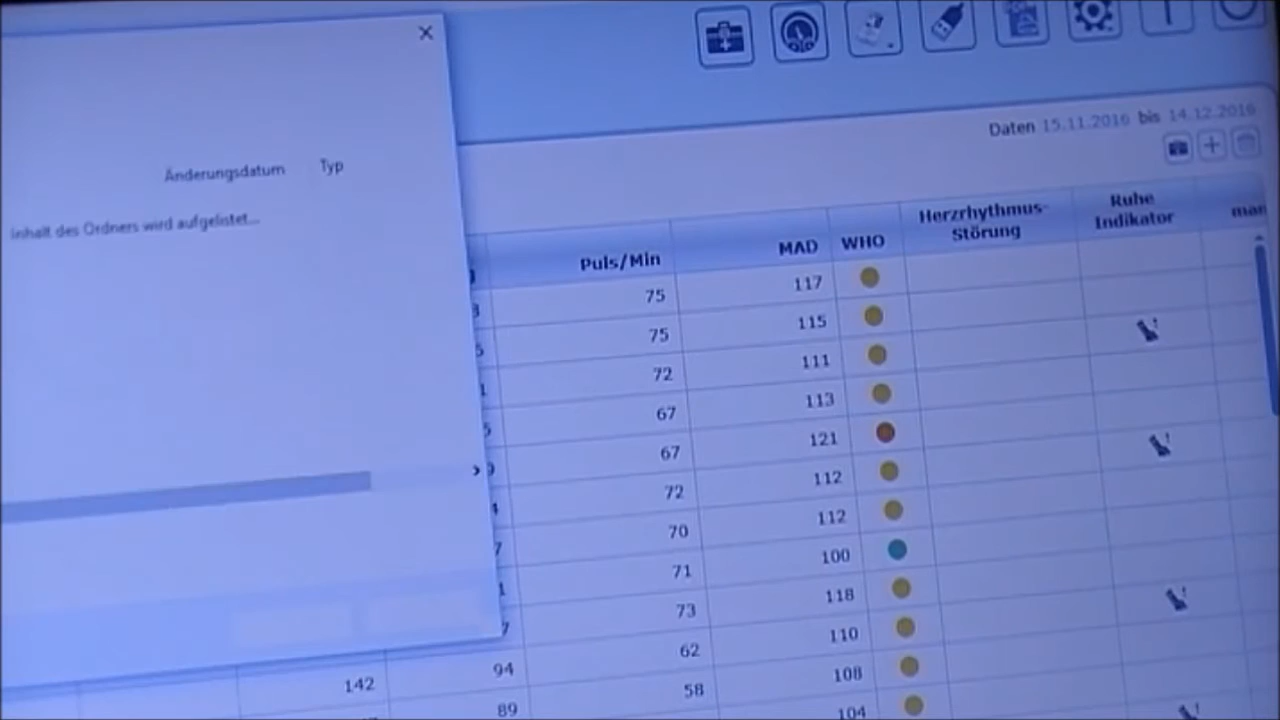 ×
Daten 15.11.2016 bis 14.12.2016
Änderungsdatum Typ
Inhalt des Ordners wird aufgelistet...
Puls/Min MAD WHO Herzrhythmus-Störung Ruhe Indikator
75 117
75 115
72 111
67 113
67 121
72 112
70 112
71 100
73 118
62 110
142 94 58 108
89 104